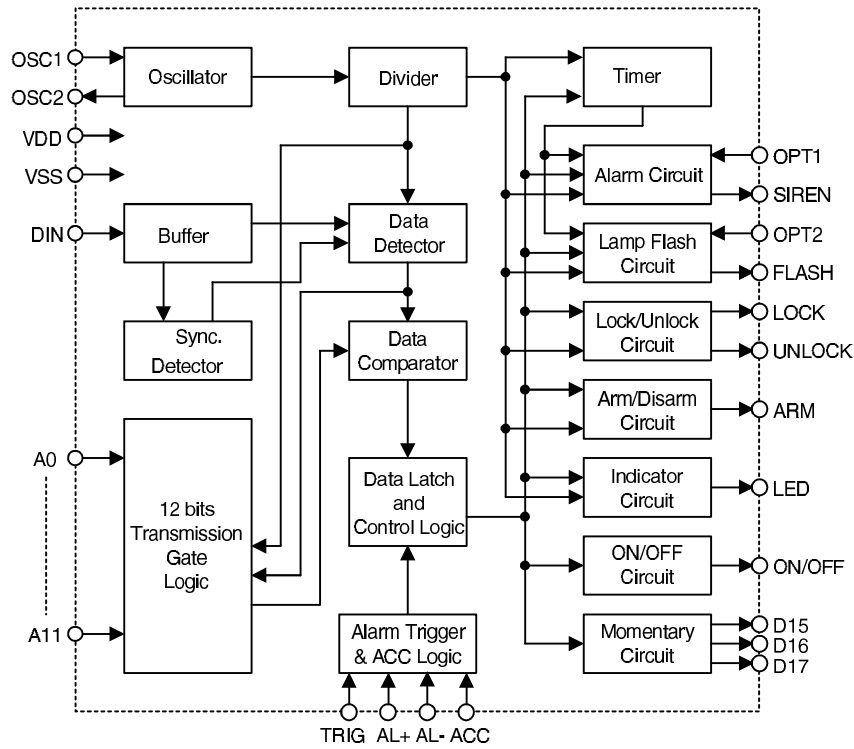 OSC1
Oscillator
Divider
Timer
OSC2
VDD
VSS
OPT1
Alarm Circuit
SIREN
DIN
Buffer
Data
Detector
Lamp Flash
Circuit
OPT2
FLASH
Sync.
Detector
Data
Comparator
Lock/Unlock
Circuit
LOCK
UNLOCK
Arm/Disarm
Circuit
ARM
A0
12 bits
Transmission
Gate
Logic
Data Latch
and
Control Logic
Indicator
Circuit
LED
ON/OFF
Circuit
ON/OFF
A11
Alarm Trigger
& ACC Logic
Momentary
Circuit
D15
D16
D17
TRIG AL+ AL- ACC